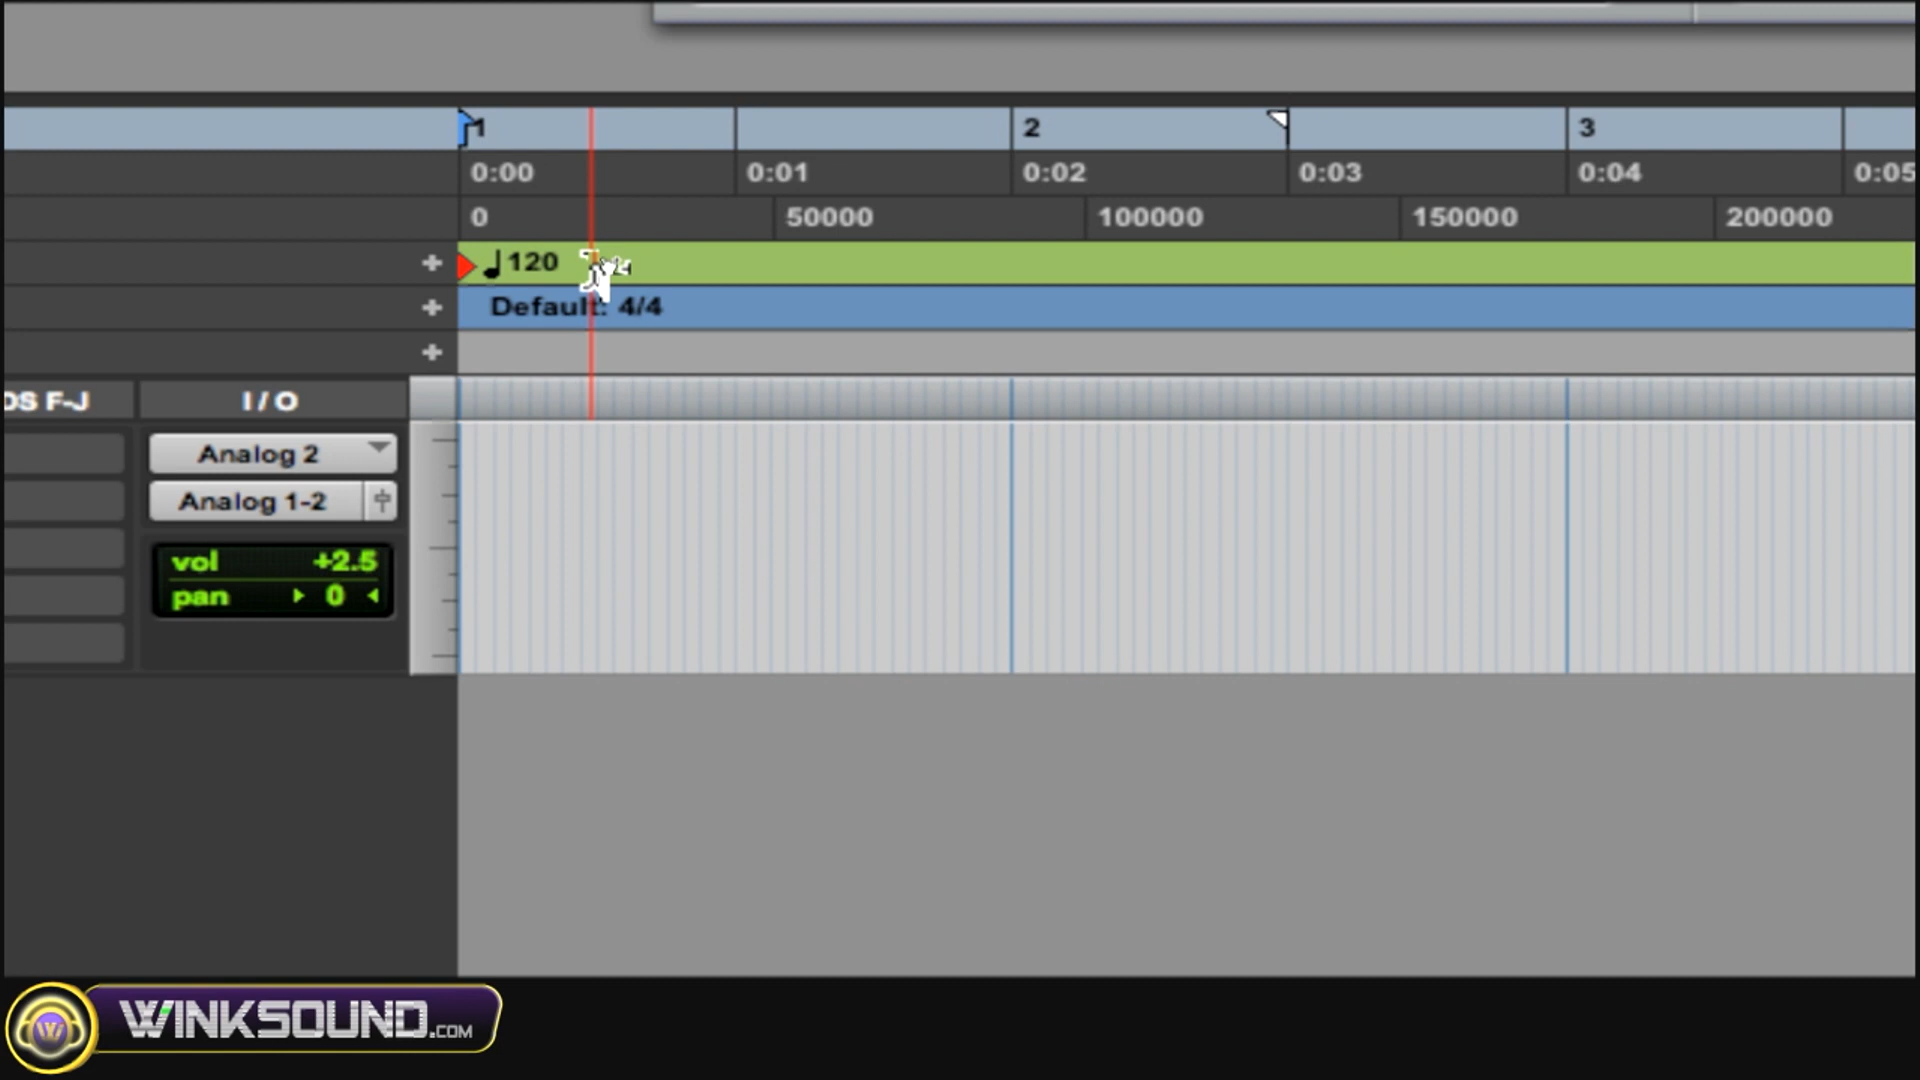 1 2 3
0:00 0:01 0:02 0:03 0:04 0:05
0 50000 100000 150000 200000
+ 120
+ Default: 4/4
+
DS F-J I / O
Analog 2
Analog 1-2
vol +2.5
pan 0
WINKSOUND.COM